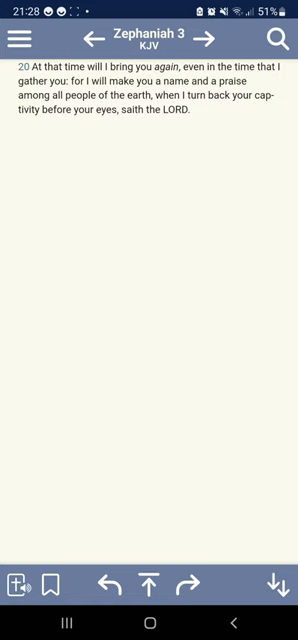 21:28
51%
Zephaniah 3
KJV
20 At that time will I bring you again, even in the time that I
gather you: for I will make you a name and a praise
among all people of the earth, when I turn back your cap-
tivity before your eyes, saith the LORD.